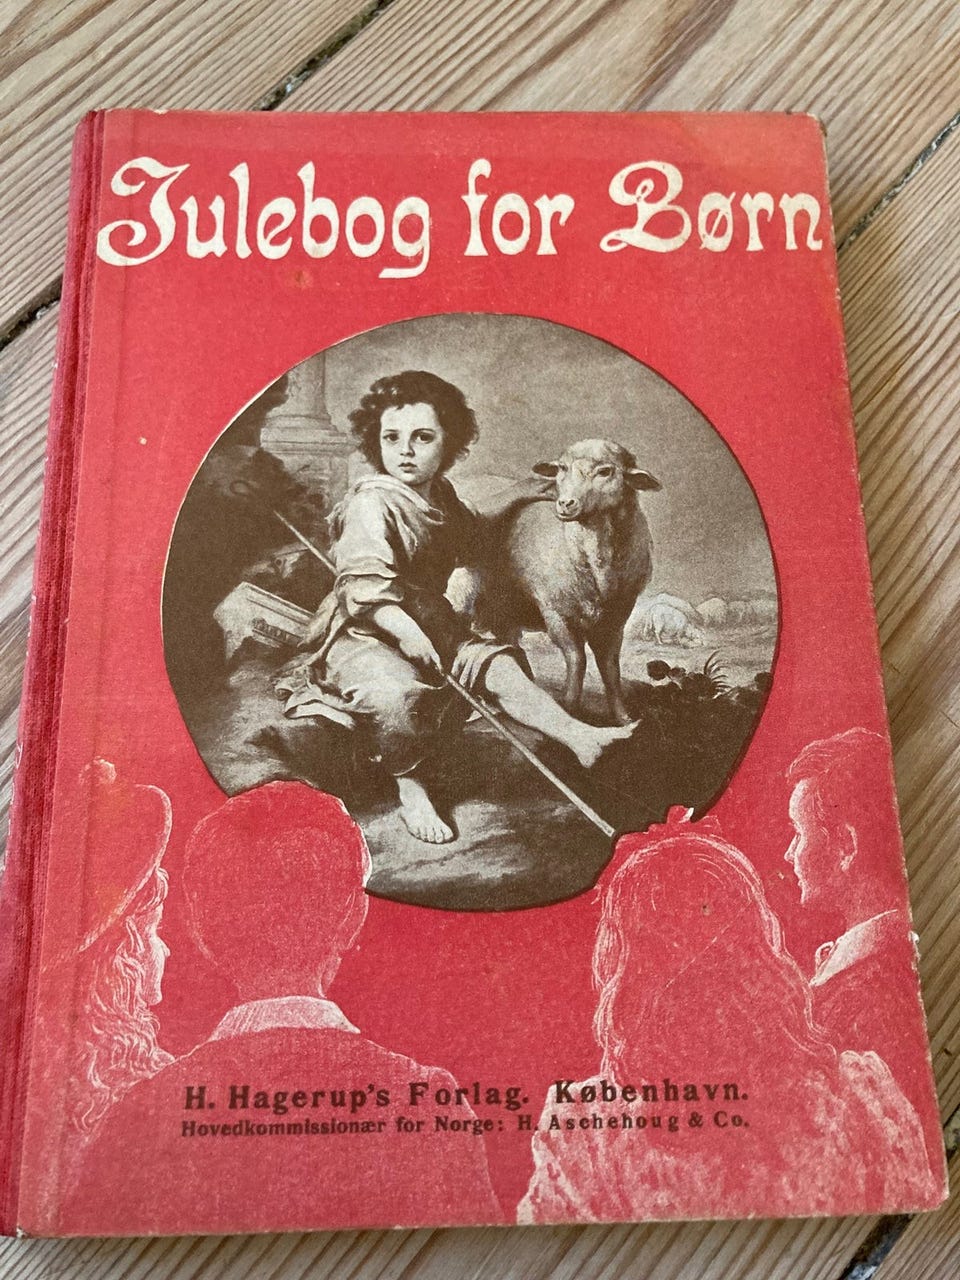 Julebog for Børn
H. Hagerup's Forlag. København.
Hovedkommissionær for Norge: H. Aschehoug & Co.